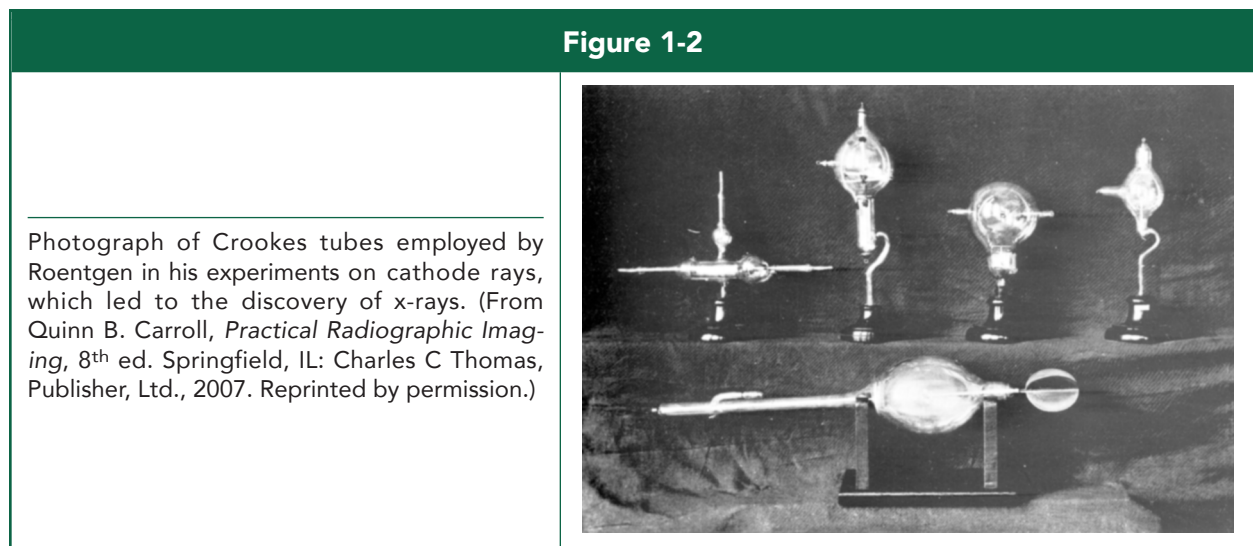 Figure 1-2
Photograph of Crookes tubes employed by
Roentgen in his experiments on cathode rays,
which led to the discovery of x-rays. (From
Quinn B. Carroll, Practical Radiographic Imag-
ing, 8th ed. Springfield, IL: Charles C Thomas,
Publisher, Ltd., 2007. Reprinted by permission.)